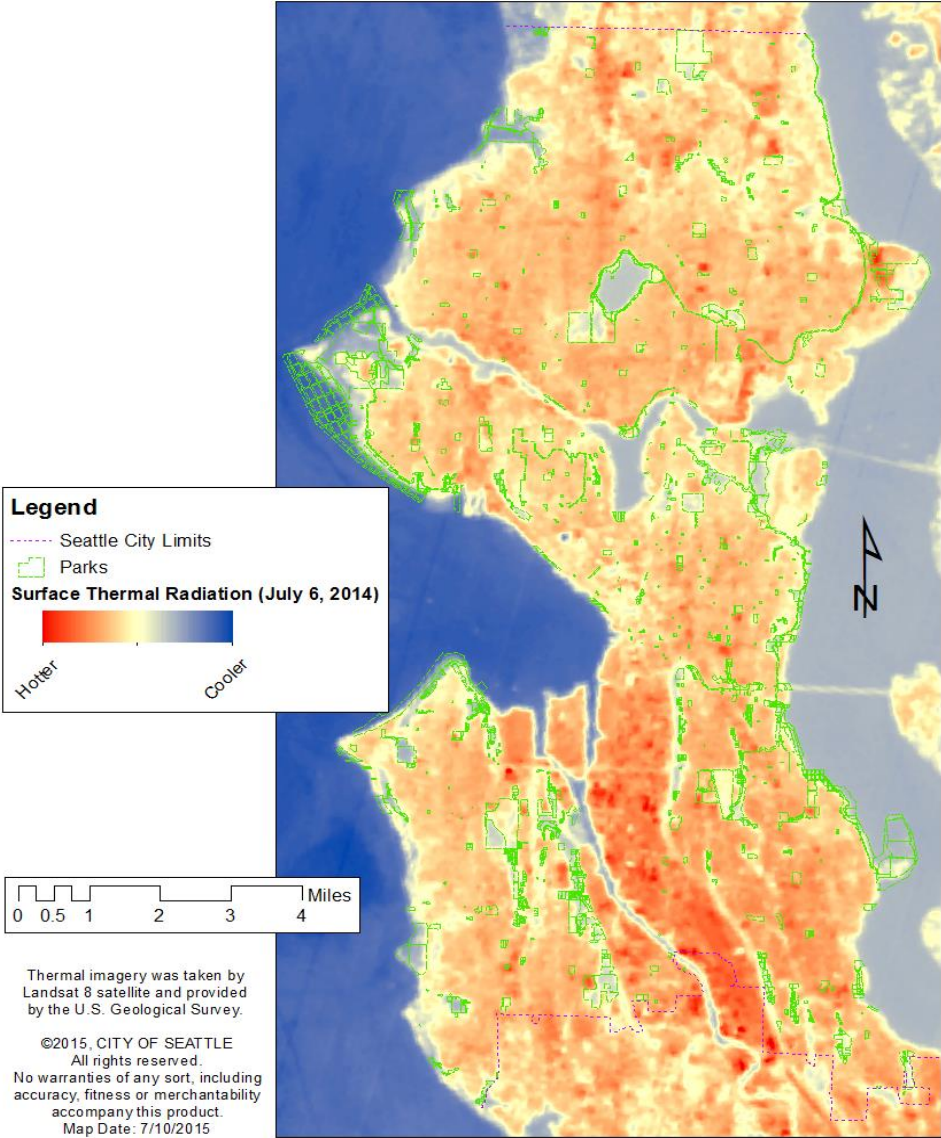 Legend
Seattle City Limits
Parks
Surface Thermal Radiation (July 6, 2014)
Hotter
Cooler
N
Miles
0 0.5 1 2 3 4
Thermal imagery was taken by
Landsat 8 satellite and provided
by the U.S. Geological Survey.
©2015, CITY OF SEATTLE
All rights reserved.
No warranties of any sort, including
accuracy, fitness or merchantability
accompany this product.
Map Date: 7/10/2015